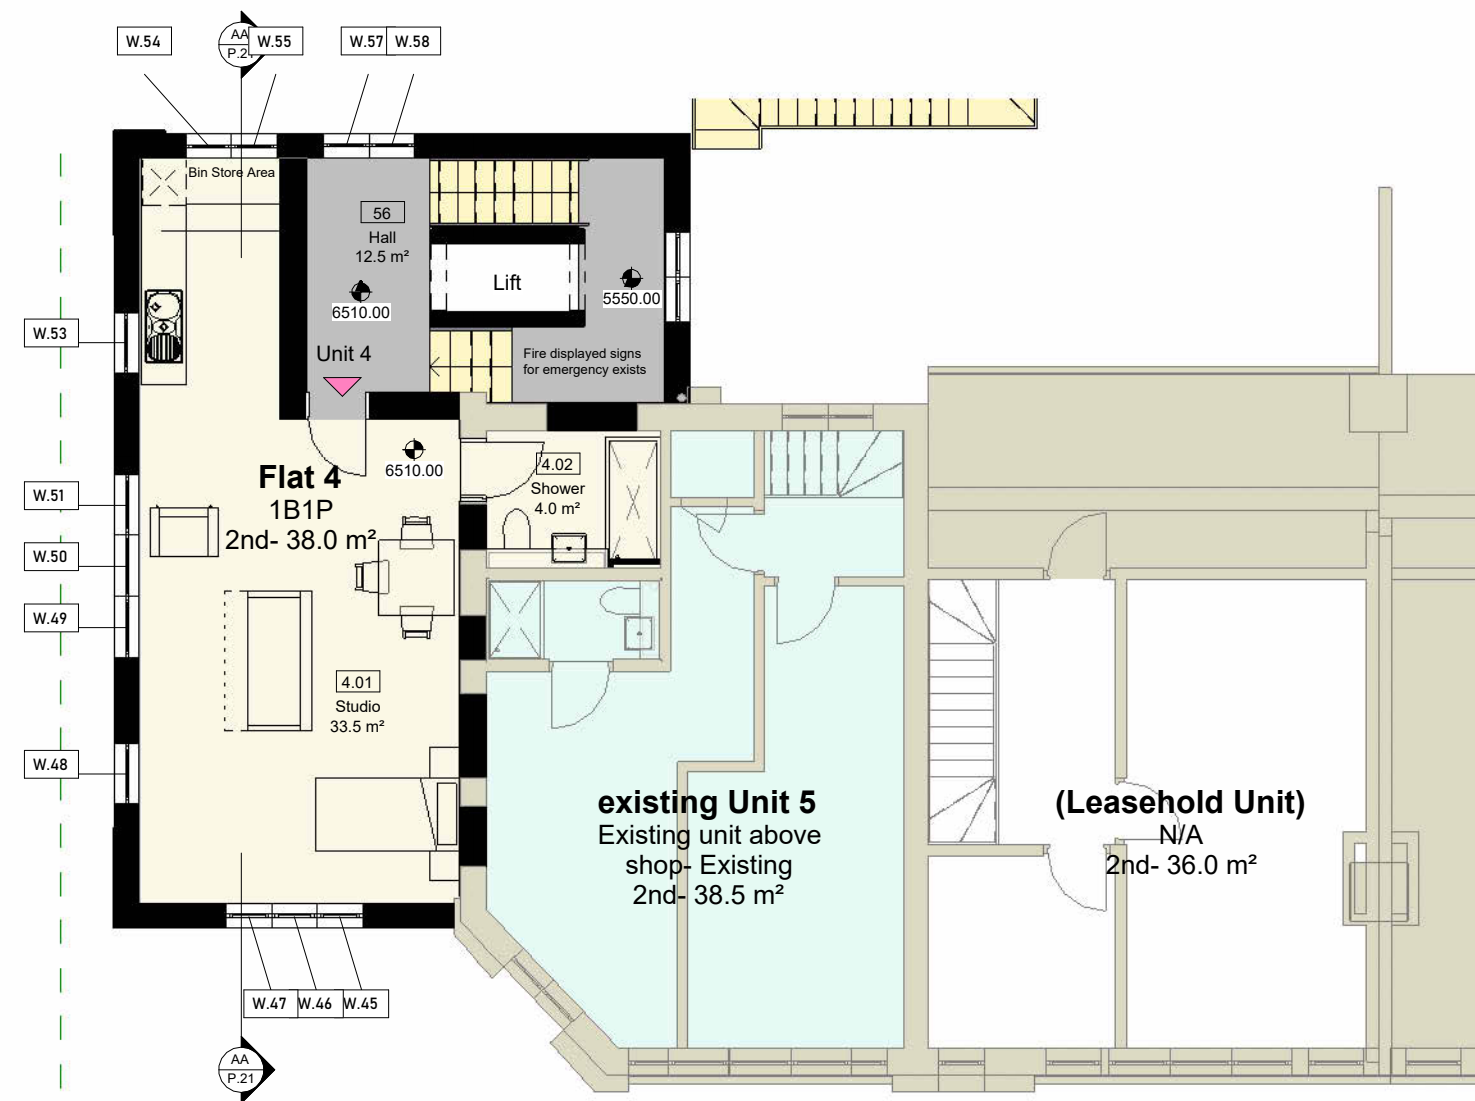 W.54
AA
P.2
W.55
W.57
W.58
Bin Store Area
56
Hall
12.5 m²
6510.00
Lift
5550.00
W.53
Unit 4
Fire displayed signs
for emergency exists
Flat 4
1B1P
2nd- 38.0 m²
6510.00
4.02
Shower
4.0 m²
W.51
W.50
W.49
4.01
Studio
33.5 m²
W.48
existing Unit 5
Existing unit above
shop- Existing
2nd- 38.5 m²
(Leasehold Unit)
N/A
2nd- 36.0 m²
W.47
W.46
W.45
AA
P.21